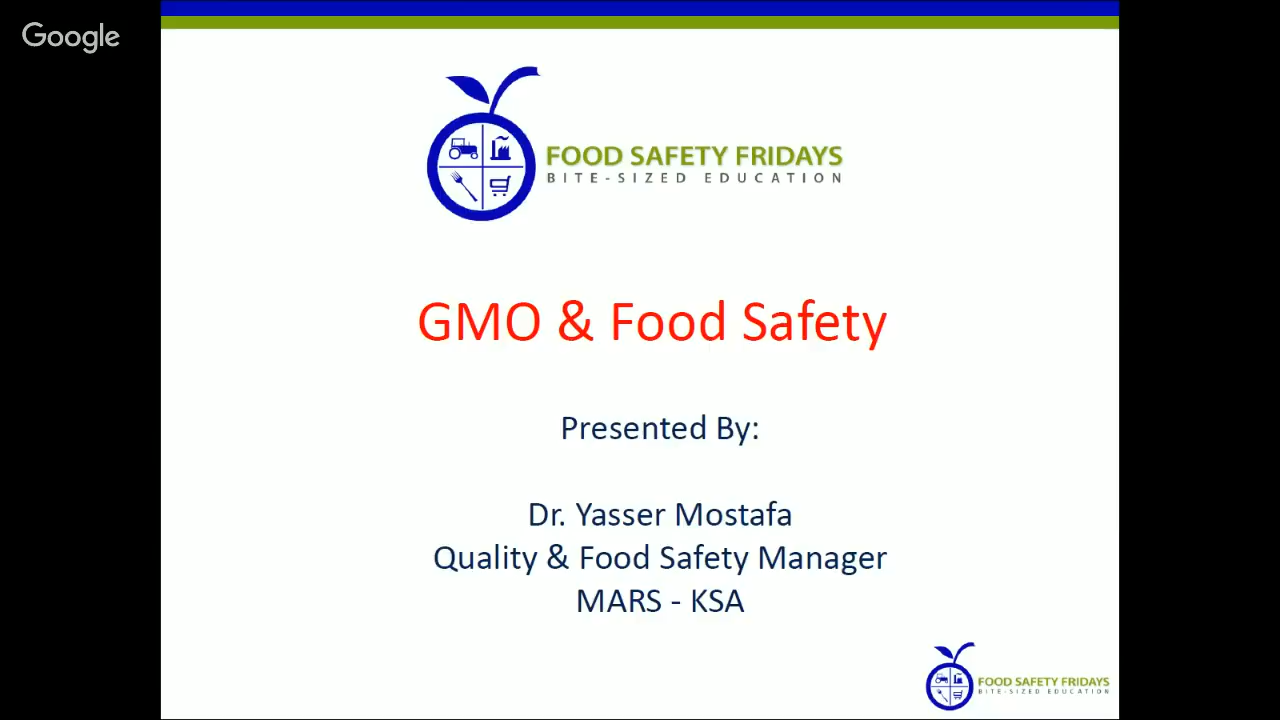 Google
FOOD SAFETY FRIDAYS
BITE-SIZED EDUCATION
GMO & Food Safety
Presented By:
Dr. Yasser Mostafa
Quality & Food Safety Manager
MARS - KSA
FOOD SAFETY FRIDAYS
BITE-SIZED EDUCATION